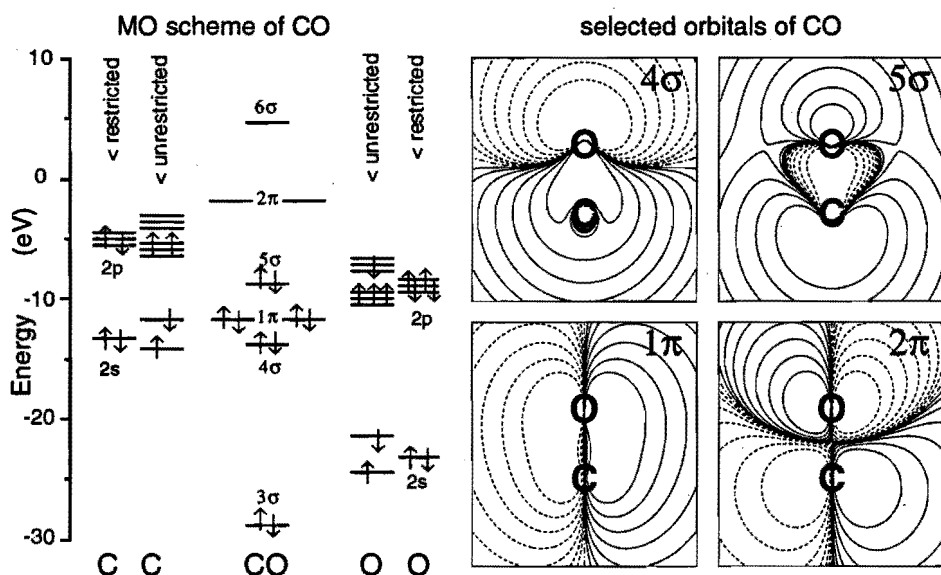 MO scheme of CO
selected orbitals of CO
10
0
-10
-20
-30
Energy (eV)
< restricted
< unrestricted
< unrestricted
< restricted
6σ
2π
5σ
1π
4σ
3σ
2p
2s
2p
2s
C
C
CO
O
O
4σ
O
C
5σ
O
C
1π
O
C
2π
O
C